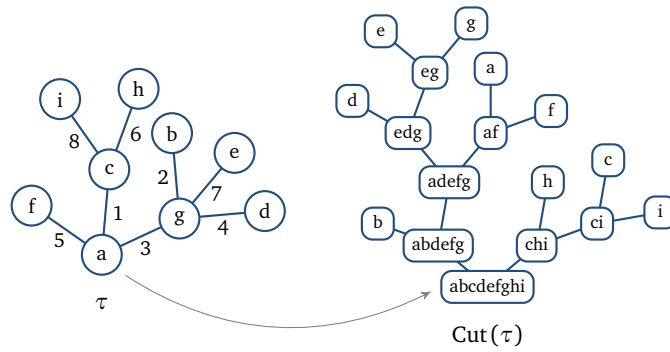 e
g
eg
a
d
edg
af
f
adefg
h
i
b
8
6
2
e
c
7
g
d
f
1
4
5
3
a
τ
c
h
b
ci
i
abdefg
chi
abcdefghi
Cut(τ)